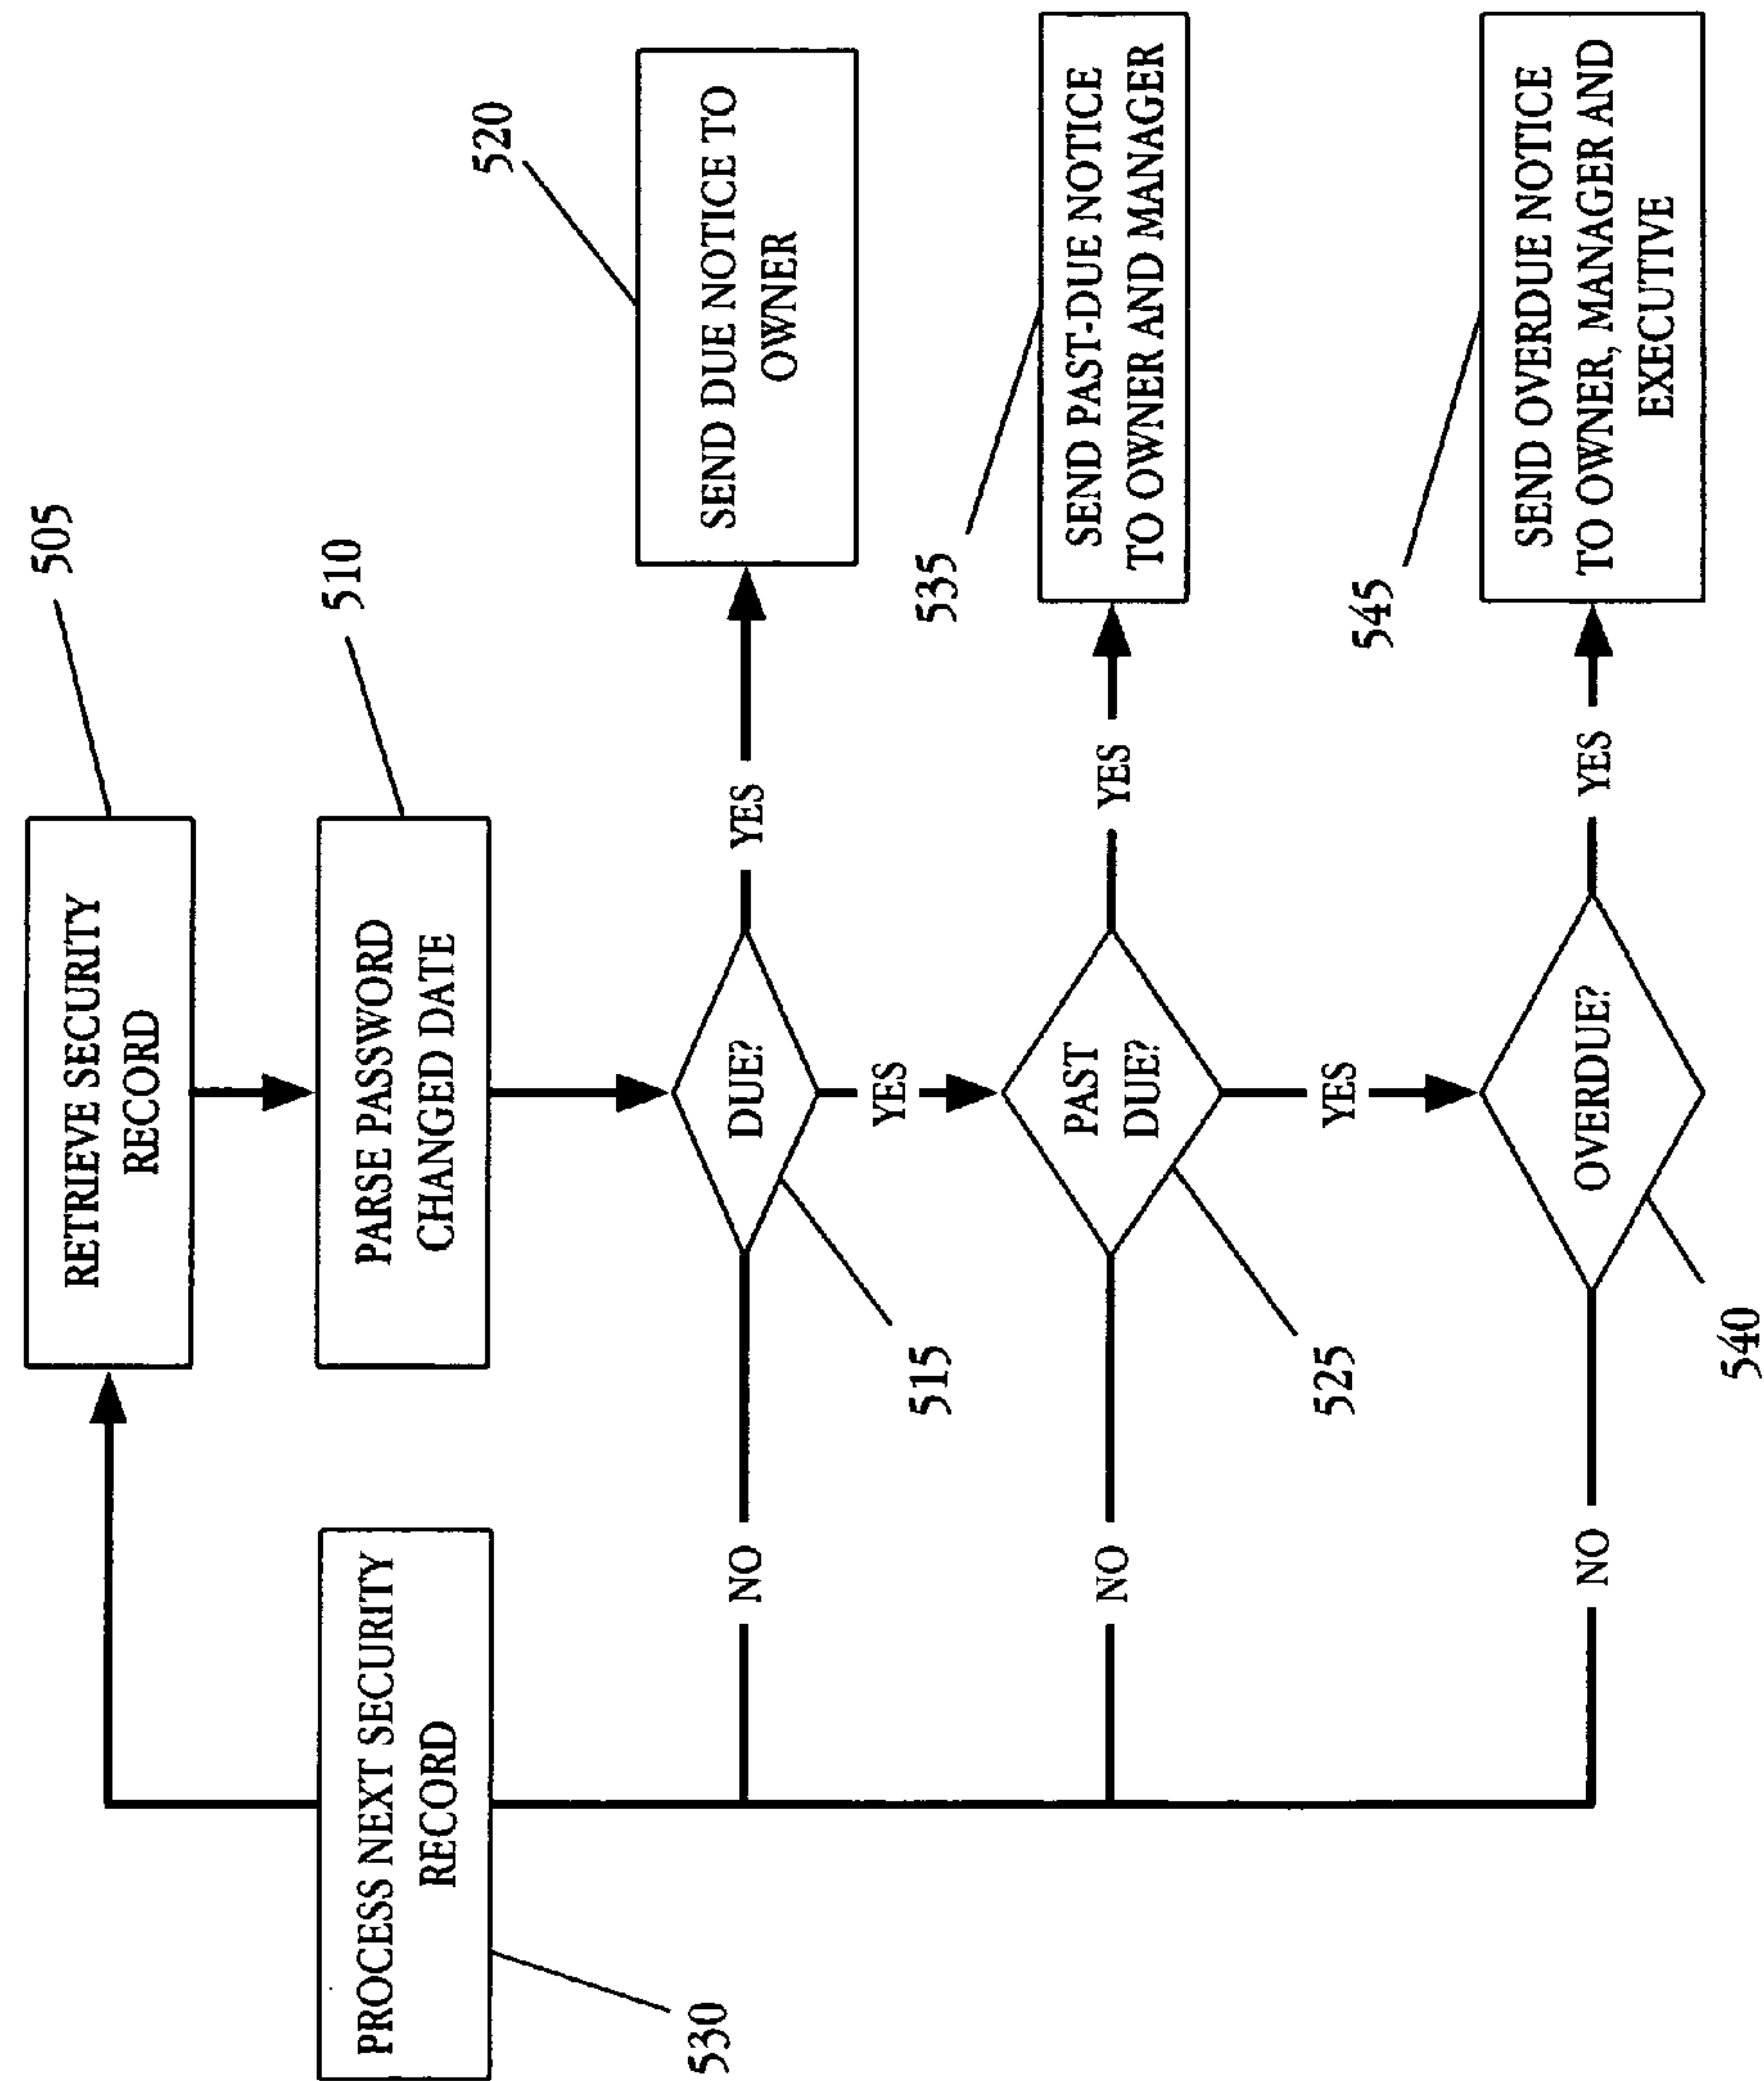 505
RETRIEVE SECURITY
RECORD
510
PARSE PASSWORD
CHANGED DATE
PROCESS NEXT SECURITY
RECORD
530
NO
DUE?
YES
520
SEND DUE NOTICE TO
OWNER
515
YES
NO
PAST
DUE?
YES
535
SEND PAST-DUE NOTICE
TO OWNER AND MANAGER
525
YES
NO
OVERDUE?
YES
545
SEND OVERDUE NOTICE
TO OWNER, MANAGER AND
EXECUTIVE
540